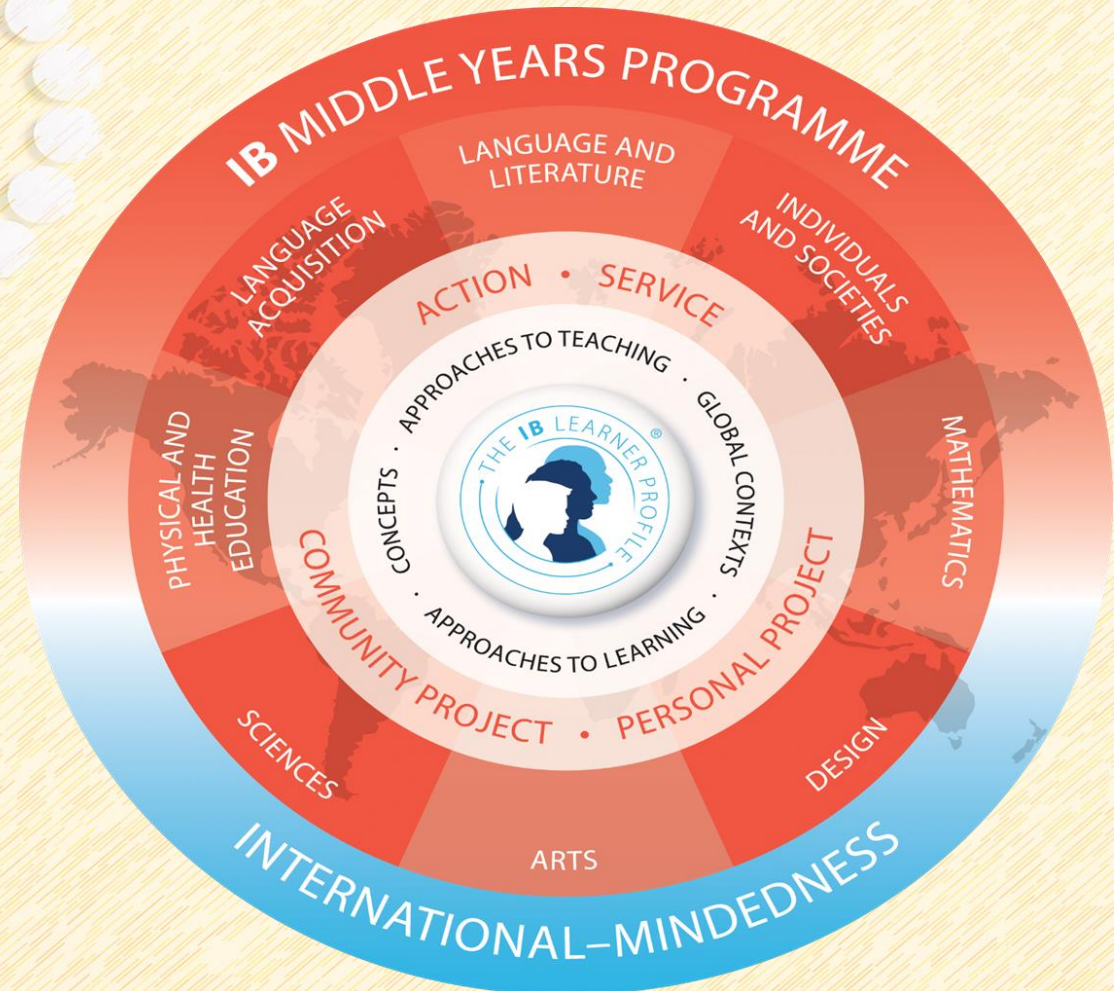 IB MIDDLE YEARS PROGRAMME
LANGUAGE AND
LITERATURE
INDIVIDUALS
AND SOCIETIES
MATHEMATICS
DESIGN
ARTS
SCIENCES
PHYSICAL AND
HEALTH
EDUCATION
LANGUAGE
ACQUISITION
ACTION • SERVICE
PERSONAL PROJECT
•
COMMUNITY PROJECT
APPROACHES TO TEACHING ·
GLOBAL CONTEXTS ·
APPROACHES TO LEARNING ·
CONCEPTS ·
• THE IB LEARNER PROFILE •
®
INTERNATIONAL–MINDEDNESS